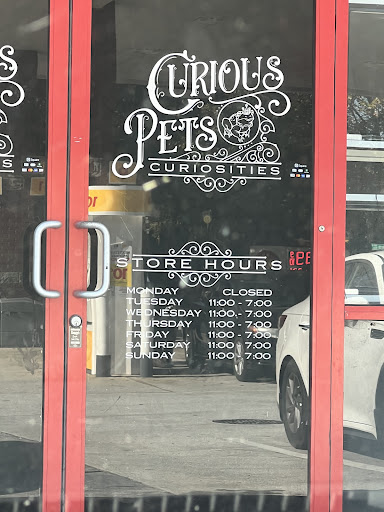 CURIOUS
PETS
CURIOSITIES
STORE HOURS
MONDAY CLOSED
TUESDAY 11:00 - 7:00
WEDNESDAY 11:00 - 7:00
THURSDAY 11:00 - 7:00
FRIDAY 11:00 - 7:00
SATURDAY 11:00 - 7:00
SUNDAY 11:00 - 7:00